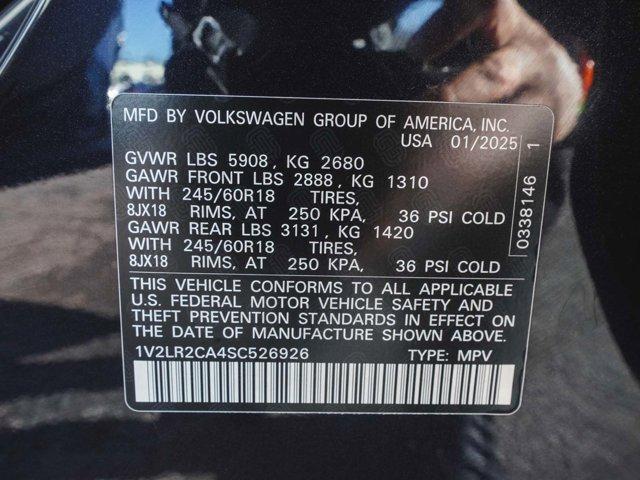 MFD BY VOLKSWAGEN GROUP OF AMERICA, INC.
USA 01/2025
GVWR LBS 5908, KG 2680
GAWR FRONT LBS 2888, KG 1310
WITH 245/60R18 TIRES,
8JX18 RIMS, AT 250 KPA, 36 PSI COLD
GAWR REAR LBS 3131, KG 1420
WITH 245/60R18 TIRES,
8JX18 RIMS, AT 250 KPA, 36 PSI COLD
THIS VEHICLE CONFORMS TO ALL APPLICABLE
U.S. FEDERAL MOTOR VEHICLE SAFETY AND
THEFT PREVENTION STANDARDS IN EFFECT ON
THE DATE OF MANUFACTURE SHOWN ABOVE.
1V2LR2CA4SC526926 TYPE: MPV
0338146 1